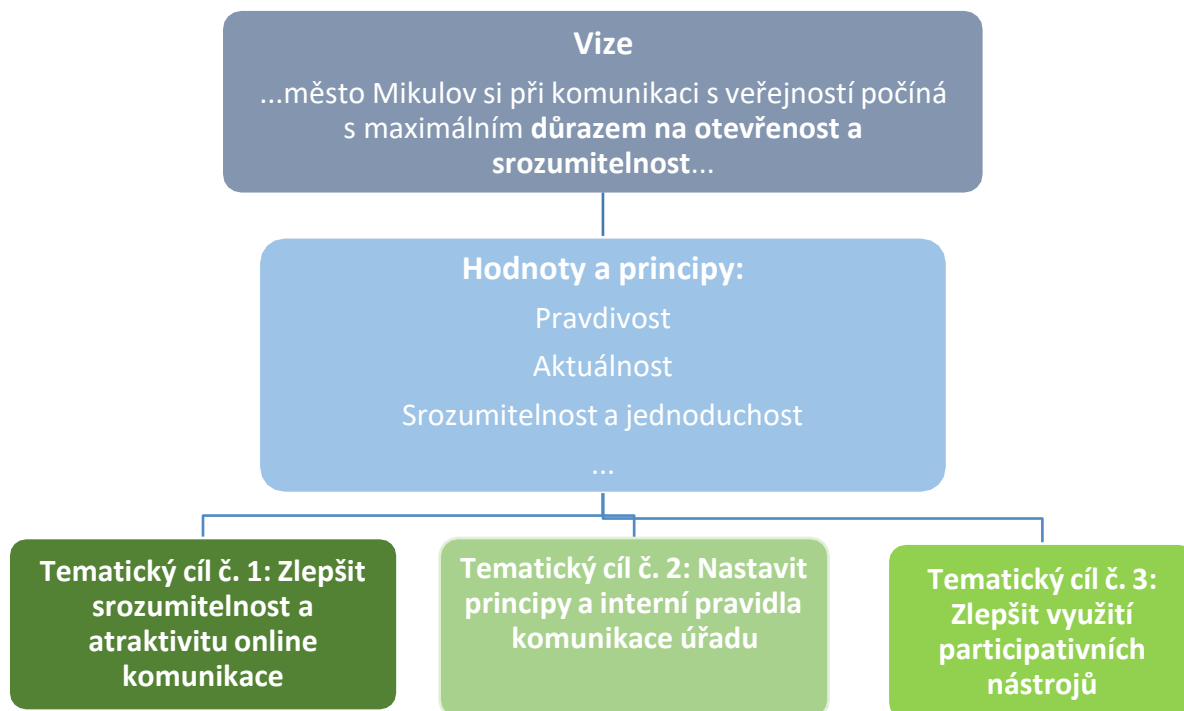 Vize
...město Mikulov si při komunikaci s veřejností počíná
s maximálním důrazem na otevřenost a
srozumitelnost...
Hodnoty a principy:
Pravdivost
Aktuálnost
Srozumitelnost a jednoduchost
...
Tematický cíl č. 1: Zlepšit
srozumitelnost a
atraktivitu online
komunikace
Tematický cíl č. 2: Nastavit
principy a interní pravidla
komunikace úřadu
Tematický cíl č. 3:
Zlepšit využití
participativních
nástrojů